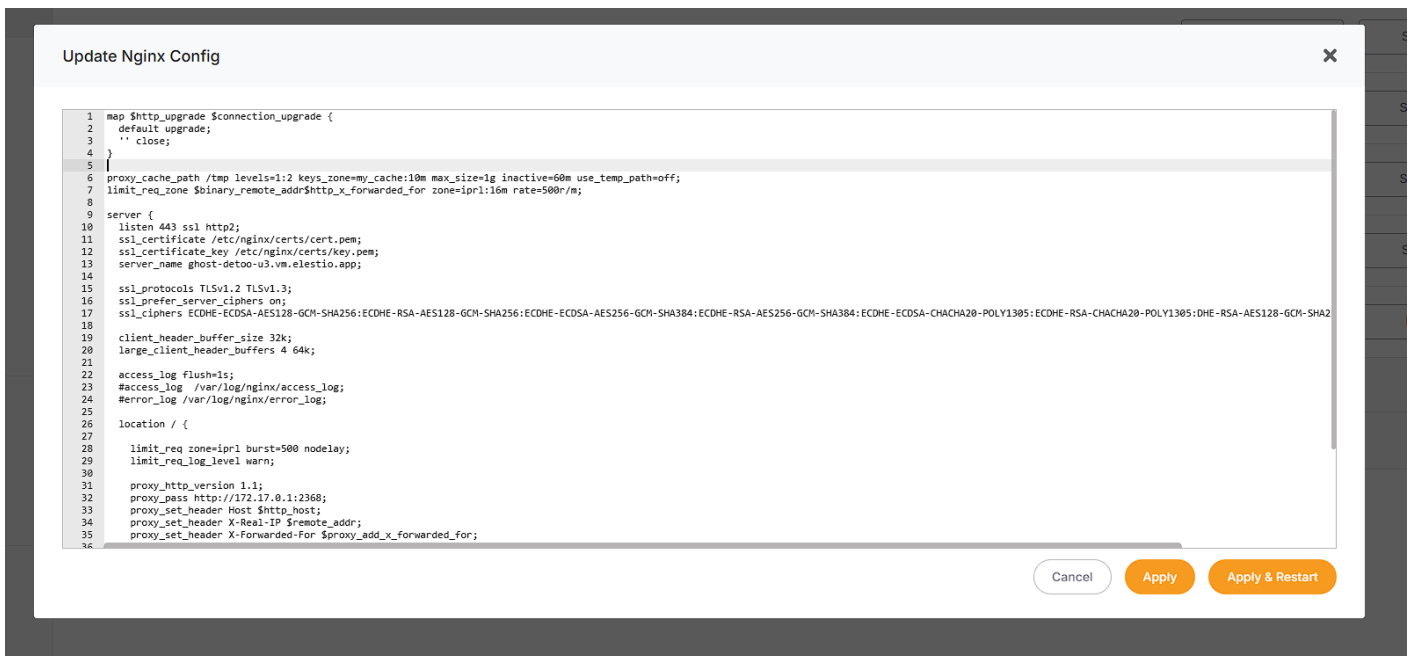 Update Nginx Config
1 map $http_upgrade $connection_upgrade {
2 default upgrade;
3 '' close;
4 }
5
6 proxy_cache_path /tmp levels=1:2 keys_zone=my_cache:10m max_size=1g inactive=60m use_temp_path=off;
7 limit_req_zone $binary_remote_addr$http_x_forwarded_for zone=iprl:16m rate=500r/m;
8
9 server {
10 listen 443 ssl http2;
11 ssl_certificate /etc/nginx/certs/cert.pem;
12 ssl_certificate_key /etc/nginx/certs/key.pem;
13 server_name ghost-detoo-u3.vm.elestio.app;
14
15 ssl_protocols TLSv1.2 TLSv1.3;
16 ssl_prefer_server_ciphers on;
17 ssl_ciphers ECDHE-ECDSA-AES128-GCM-SHA256:ECDHE-RSA-AES128-GCM-SHA256:ECDHE-ECDSA-AES256-GCM-SHA384:ECDHE-RSA-AES256-GCM-SHA384:ECDHE-ECDSA-CHACHA20-POLY1305:ECDHE-RSA-CHACHA20-POLY1305:DHE-RSA-AES128-GCM-SHA2
18
19 client_header_buffer_size 32k;
20 large_client_header_buffers 4 64k;
21
22 access_log flush=1s;
23 #access_log /var/log/nginx/access_log;
24 #error_log /var/log/nginx/error_log;
25
26 location / {
27
28 limit_req zone=iprl burst=500 nodelay;
29 limit_req_log_level warn;
30
31 proxy_http_version 1.1;
32 proxy_pass http://172.17.0.1:2368;
33 proxy_set_header Host $http_host;
34 proxy_set_header X-Real-IP $remote_addr;
35 proxy_set_header X-Forwarded-For $proxy_add_x_forwarded_for;
36
Cancel Apply Apply & Restart